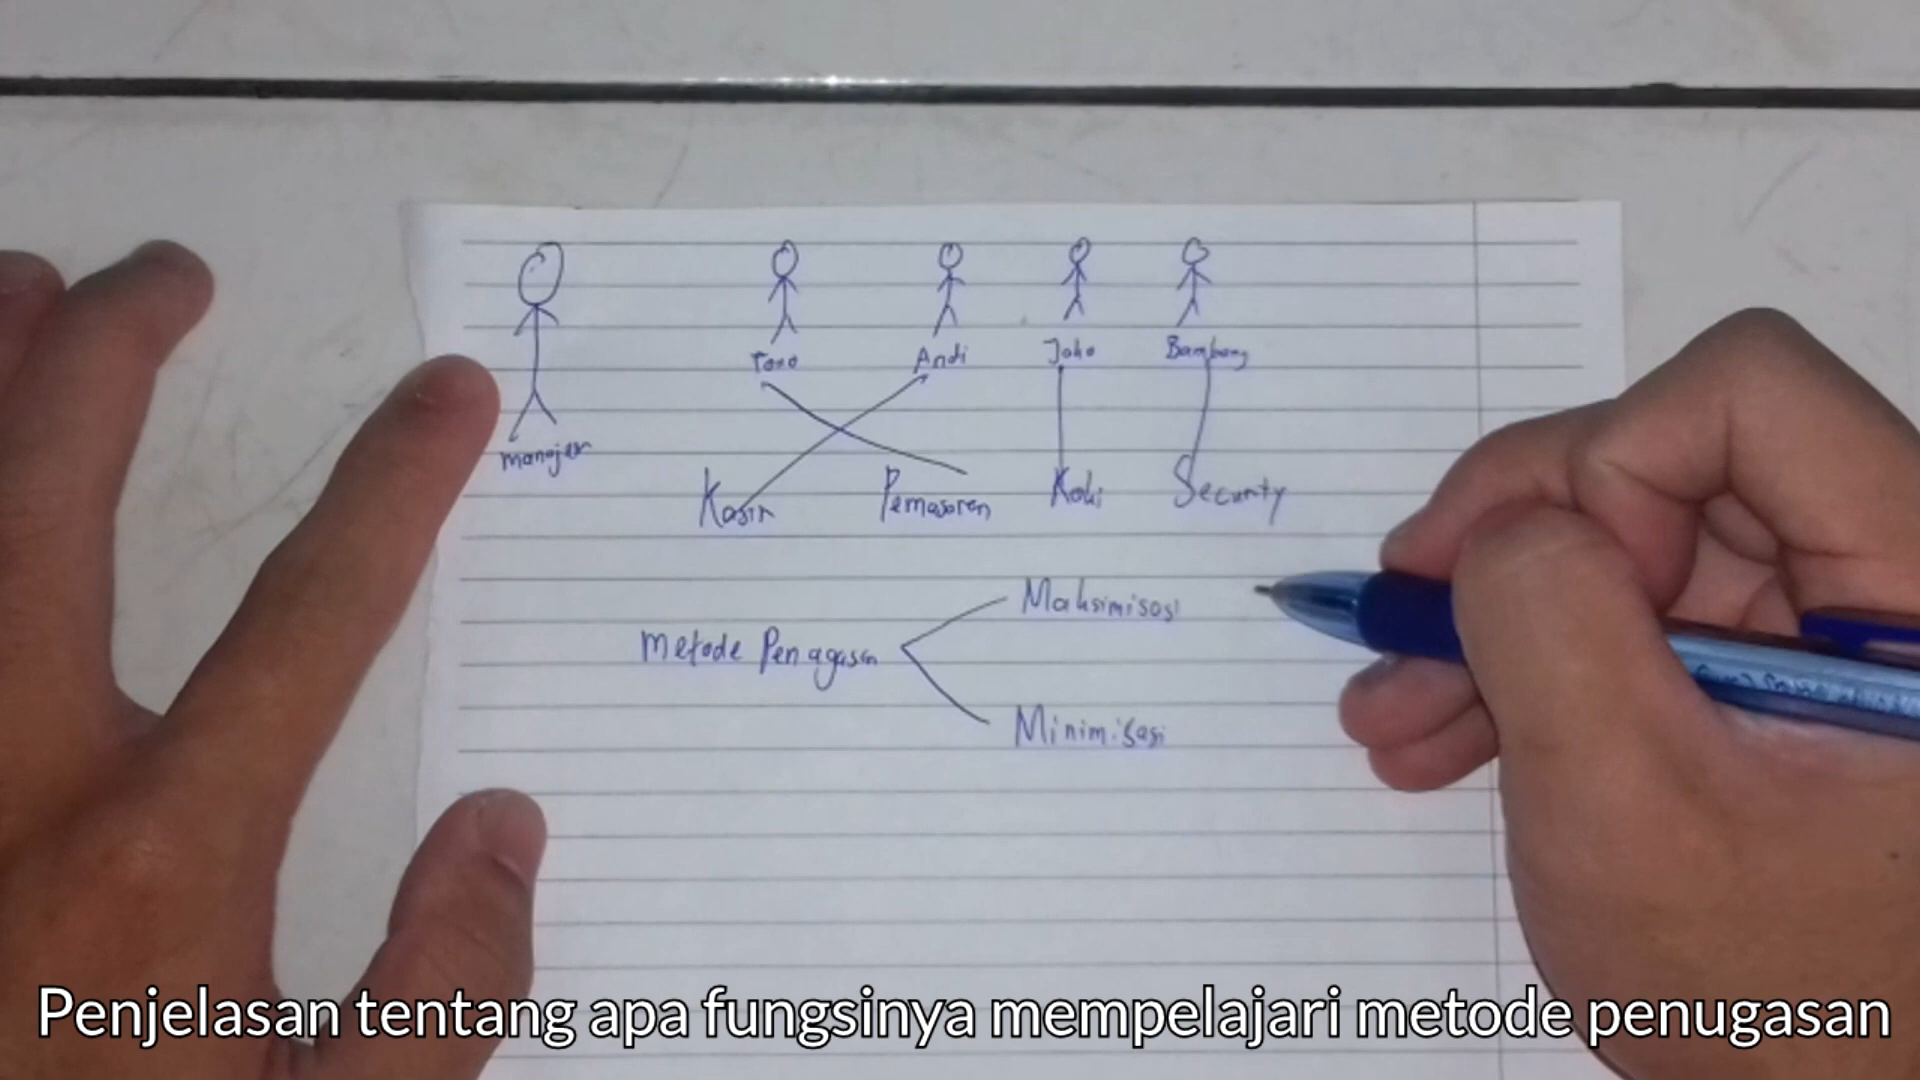 Tono Andi Joko Bambang
manajer
Kasir Pemasaran Koki Security
Maksimisasi
Metode Penugasan
Minimisasi
Penjelasan tentang apa fungsinya mempelajari metode penugasan